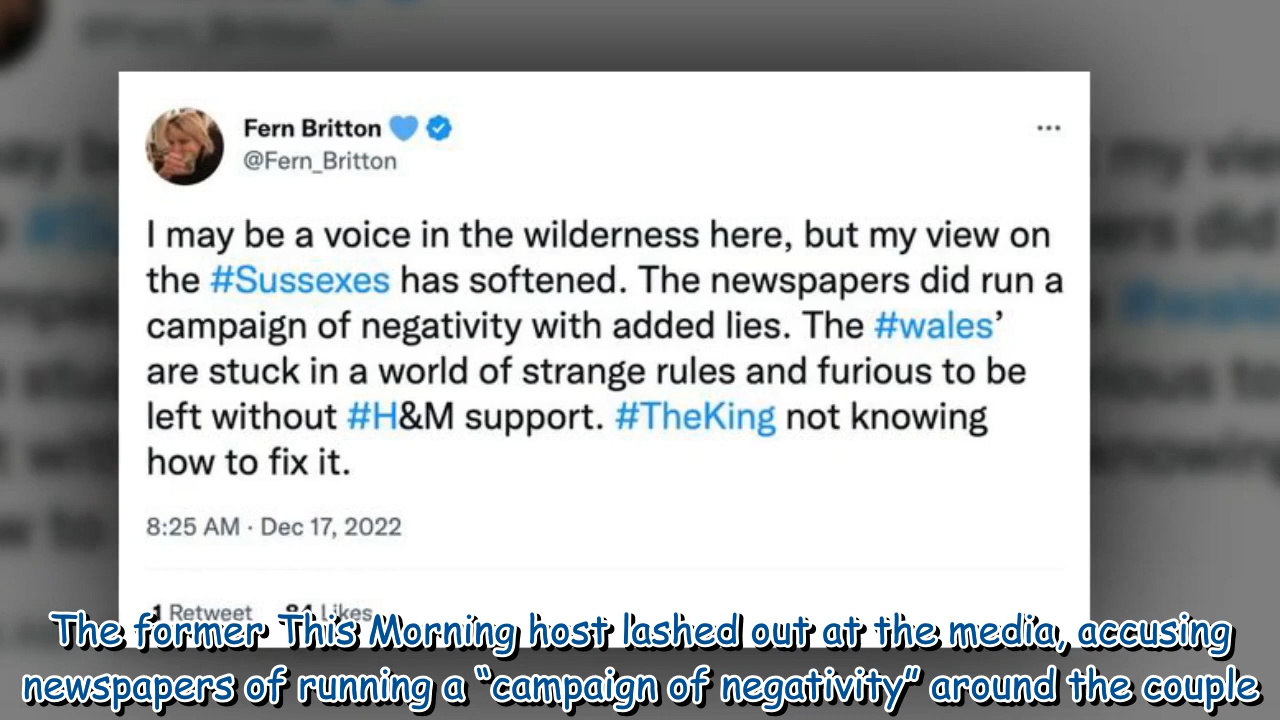 Fern Britton
@Fern_Britton
I may be a voice in the wilderness here, but my view on
the #Sussexes has softened. The newspapers did run a
campaign of negativity with added lies. The #wales’
are stuck in a world of strange rules and furious to be
left without #H&M support. #TheKing not knowing
how to fix it.
8:25 AM · Dec 17, 2022
1 Retweet 84 Likes
The former This Morning host lashed out at the media, accusing
newspapers of running a “campaign of negativity” around the couple